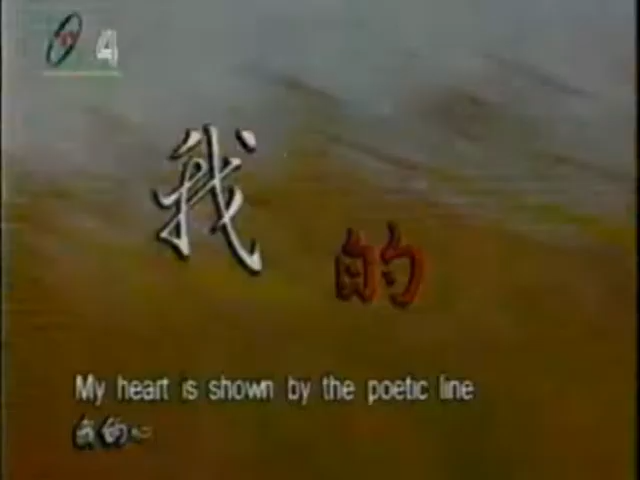 4
我
的
My heart is shown by the poetic line
的心